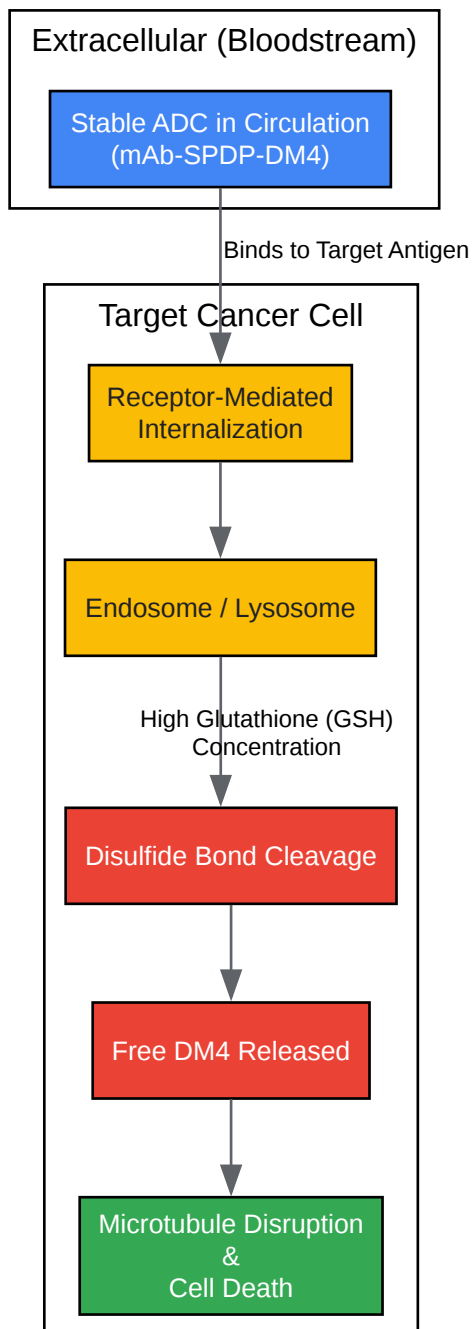 Extracellular (Bloodstream)
Stable ADC in Circulation
(mAb-SPDP-DM4)
Binds to Target Antigen
Target Cancer Cell
Receptor-Mediated
Internalization
Endosome / Lysosome
High Glutathione (GSH)
Concentration
Disulfide Bond Cleavage
Free DM4 Released
Microtubule Disruption
&
Cell Death